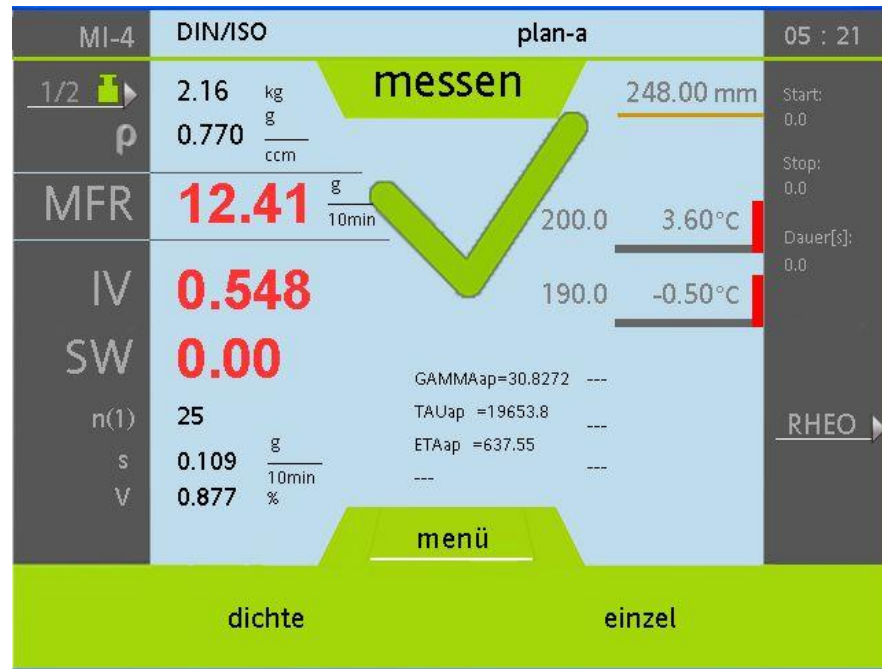 MI-4 DIN/ISO plan-a 05 : 21
messen
1/2 2.16 kg 248.00 mm
ρ 0.770 g
ccm
MFR 12.41 g
10min
200.0 3.60°C
IV 0.548 190.0 -0.50°C
SW 0.00
GAMMAap=30.8272 ---
n(1) 25 TAUap =19653.8 ---
ETAap =637.55 ---
s 0.109 g
10min
---
V 0.877 %
Start:
0.0
Stop:
0.0
Dauer[s]:
0.0
RHEO
menü
dichte einzel